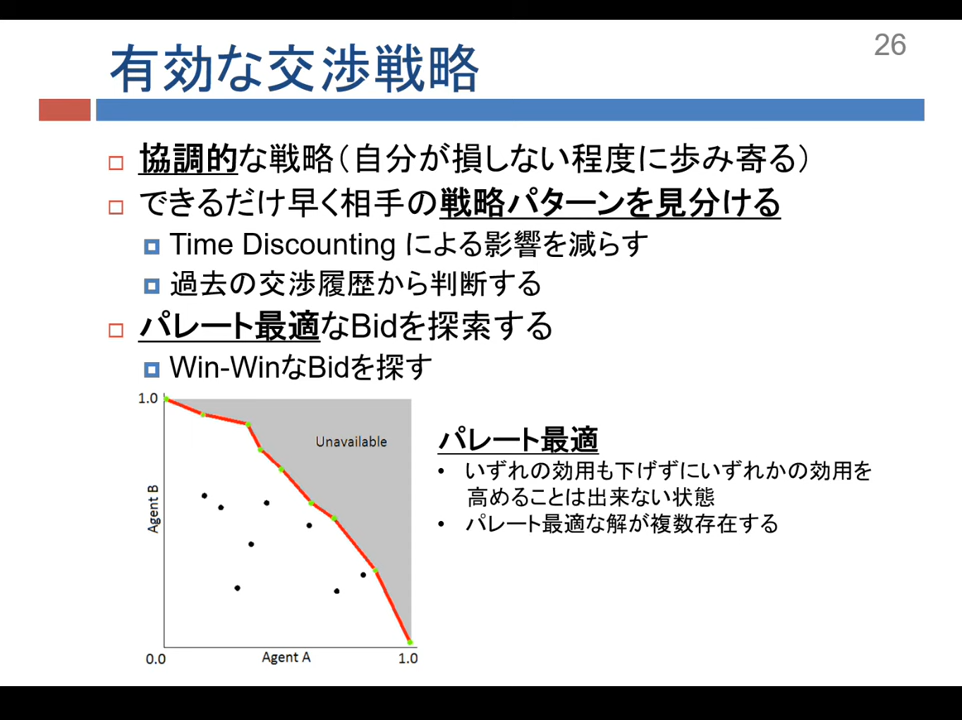 26
有効な交渉戦略
協調的な戦略（自分が損しない程度に歩み寄る）
できるだけ早く相手の戦略パターンを見分ける
Time Discounting による影響を減らす
過去の交渉履歴から判断する
パレート最適なBidを探索する
Win-WinなBidを探す
1.0
Unavailable
Agent B
0.0
Agent A
1.0
パレート最適
• いずれの効用も下げずにいずれかの効用を
高めることは出来ない状態
• パレート最適な解が複数存在する